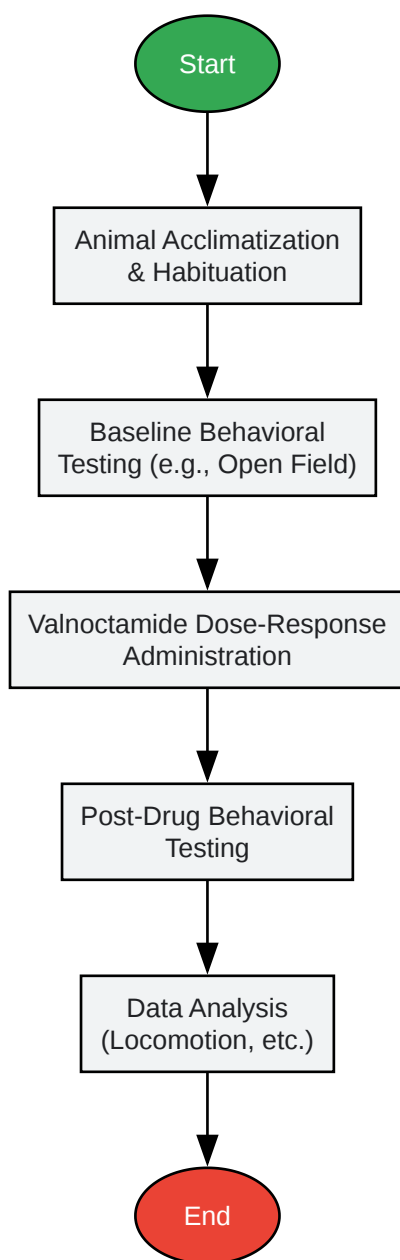 Start
Animal Acclimatization
& Habituation
Baseline Behavioral
Testing (e.g., Open Field)
Valnoctamide Dose-Response
Administration
Post-Drug Behavioral
Testing
Data Analysis
(Locomotion, etc.)
End